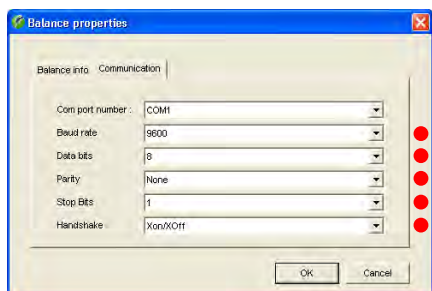 Balance properties
Balance info Communication
Com port number : COM1
Baud rate 9600
Data bits 8
Parity None
Stop Bits 1
Handshake Xon/XOff
OK Cancel